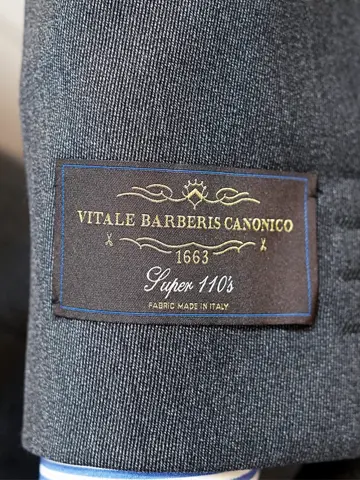 VITALE BARBERIS CANONICO
1663
Super 110's
FABRIC MADE IN ITALY